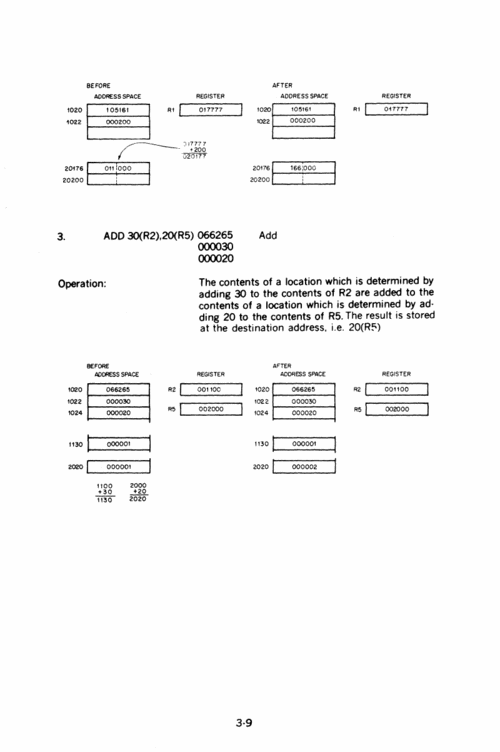 BEFORE AFTER
ADDRESS SPACE REGISTER ADDRESS SPACE REGISTER
1020 105161 R1 017777 1020 105161 R1 017777
1022 000200 1022 000200
017777
+200
020177
20176 011 000 20176 166 000
20200 20200
3. ADD 30(R2),20(R5) 066265 Add
000030
000020
Operation: The contents of a location which is determined by
adding 30 to the contents of R2 are added to the
contents of a location which is determined by ad-
ding 20 to the contents of R5. The result is stored
at the destination address, i.e. 20(R5)
BEFORE AFTER
ADDRESS SPACE REGISTER ADDRESS SPACE REGISTER
1020 066265 R2 001100 1020 066265 R2 001100
1022 000030 1022 000030
1024 000020 R5 002000 1024 000020 R5 002000
1130 000001 1130 000001
2020 000001 2020 000002
1100 2000
+30 +20
1130 2020
3-9